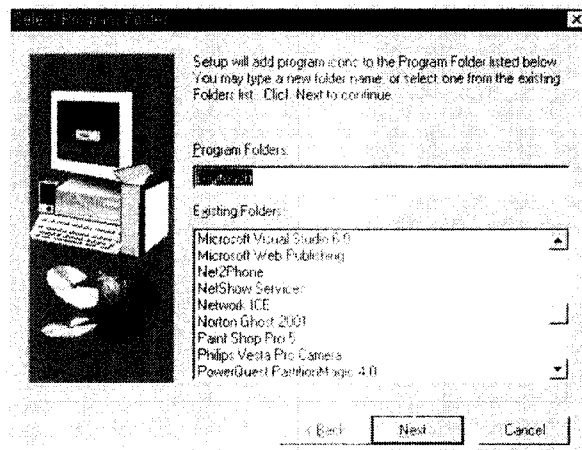 Select Program Folder
Setup will add program icons to the Program Folder listed below.
You may type a new folder name, or select one from the existing
Folders list. Click Next to continue.
Program Folders:
Existing Folders:
Microsoft Visual Studio 6.0
Microsoft Web Publishing
Net2Phone
NetShow Services
Network ICE
Norton Ghost 2001
Paint Shop Pro 5
Philips Vesta Pro Camera
PowerQuest PartitionMagic 4.0
< Back
Next
Cancel